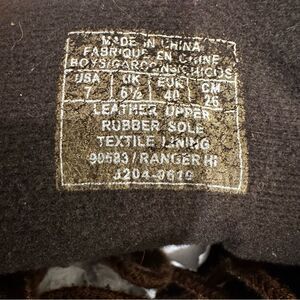 MADE IN CHINA
FABRIQUE EN CHINE
BOYS/GARCONS/CHICOS
USA UK EUR CM
7 6½ 40 25
LEATHER UPPER
RUBBER SOLE
TEXTILE LINING
90583/RANGER HI